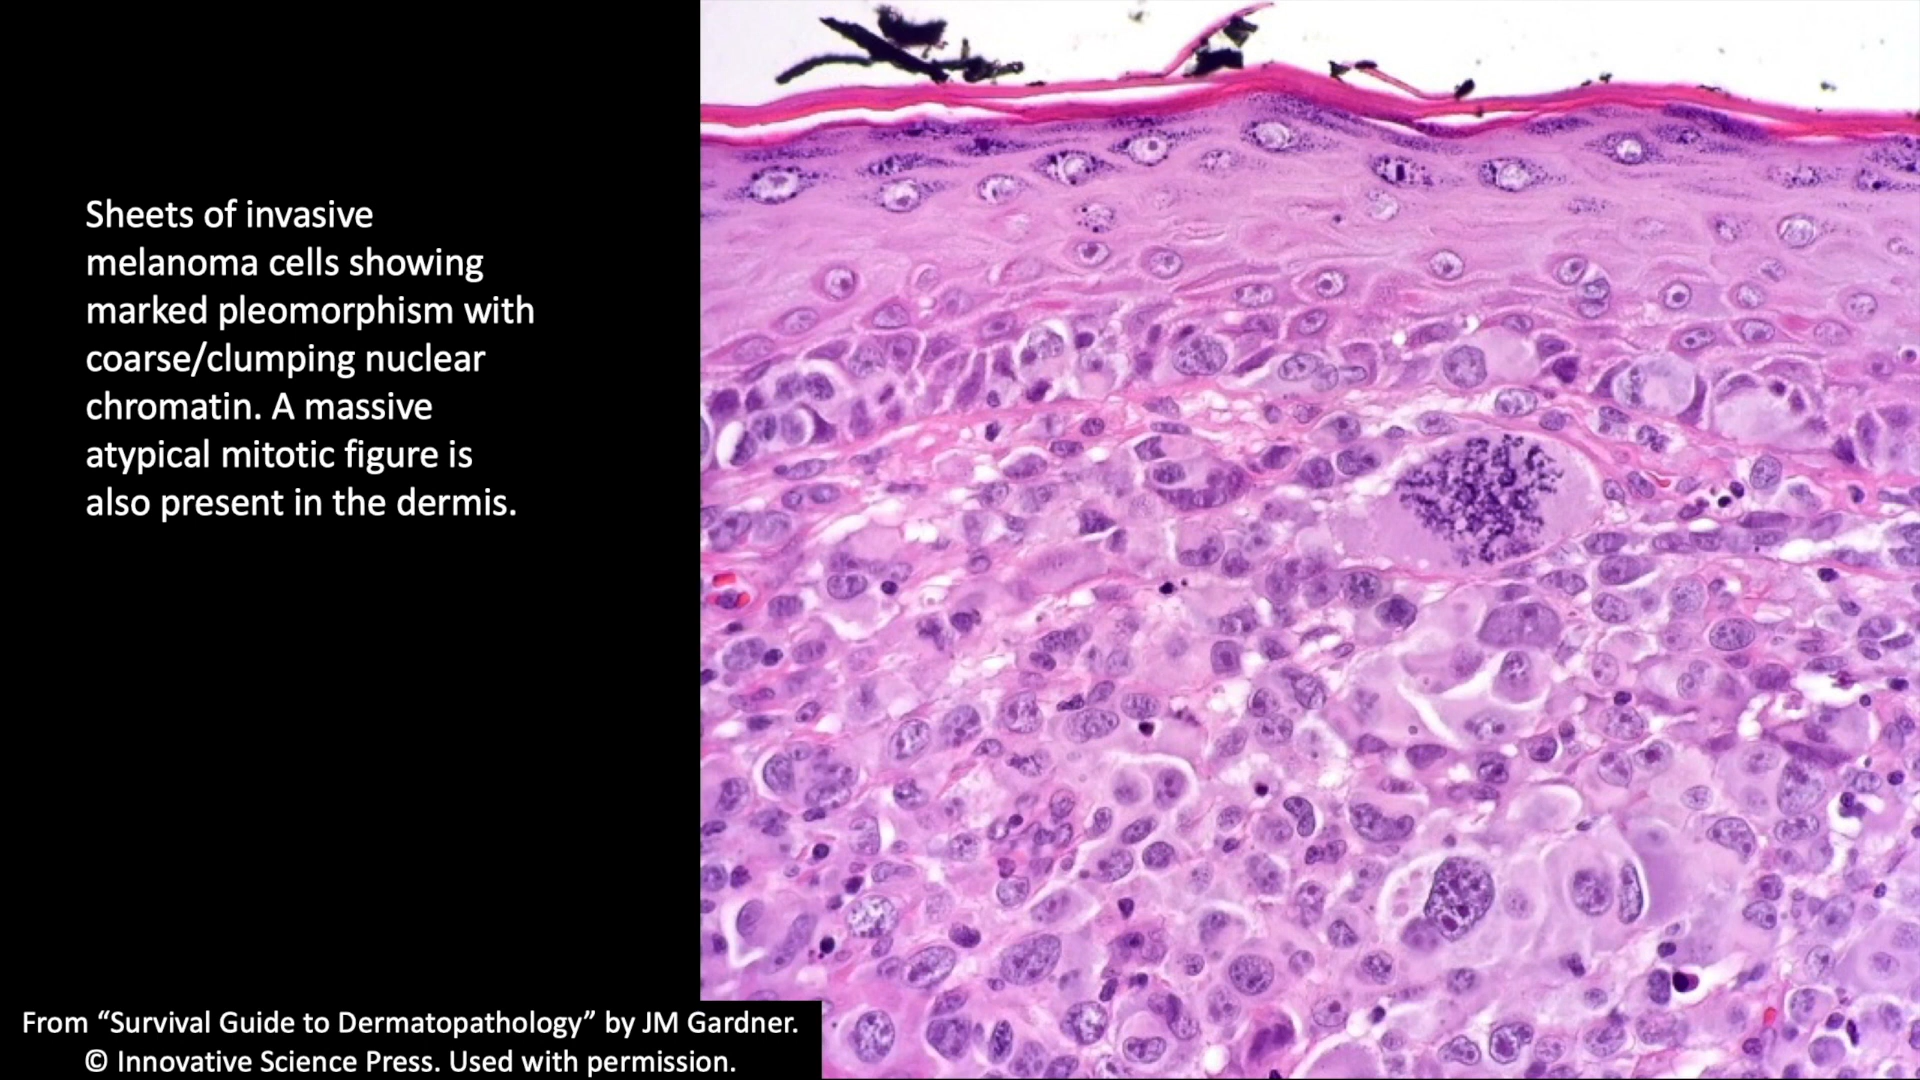 Sheets of invasive
melanoma cells showing
marked pleomorphism with
coarse/clumping nuclear
chromatin. A massive
atypical mitotic figure is
also present in the dermis.
From “Survival Guide to Dermatopathology” by JM Gardner.
© Innovative Science Press. Used with permission.